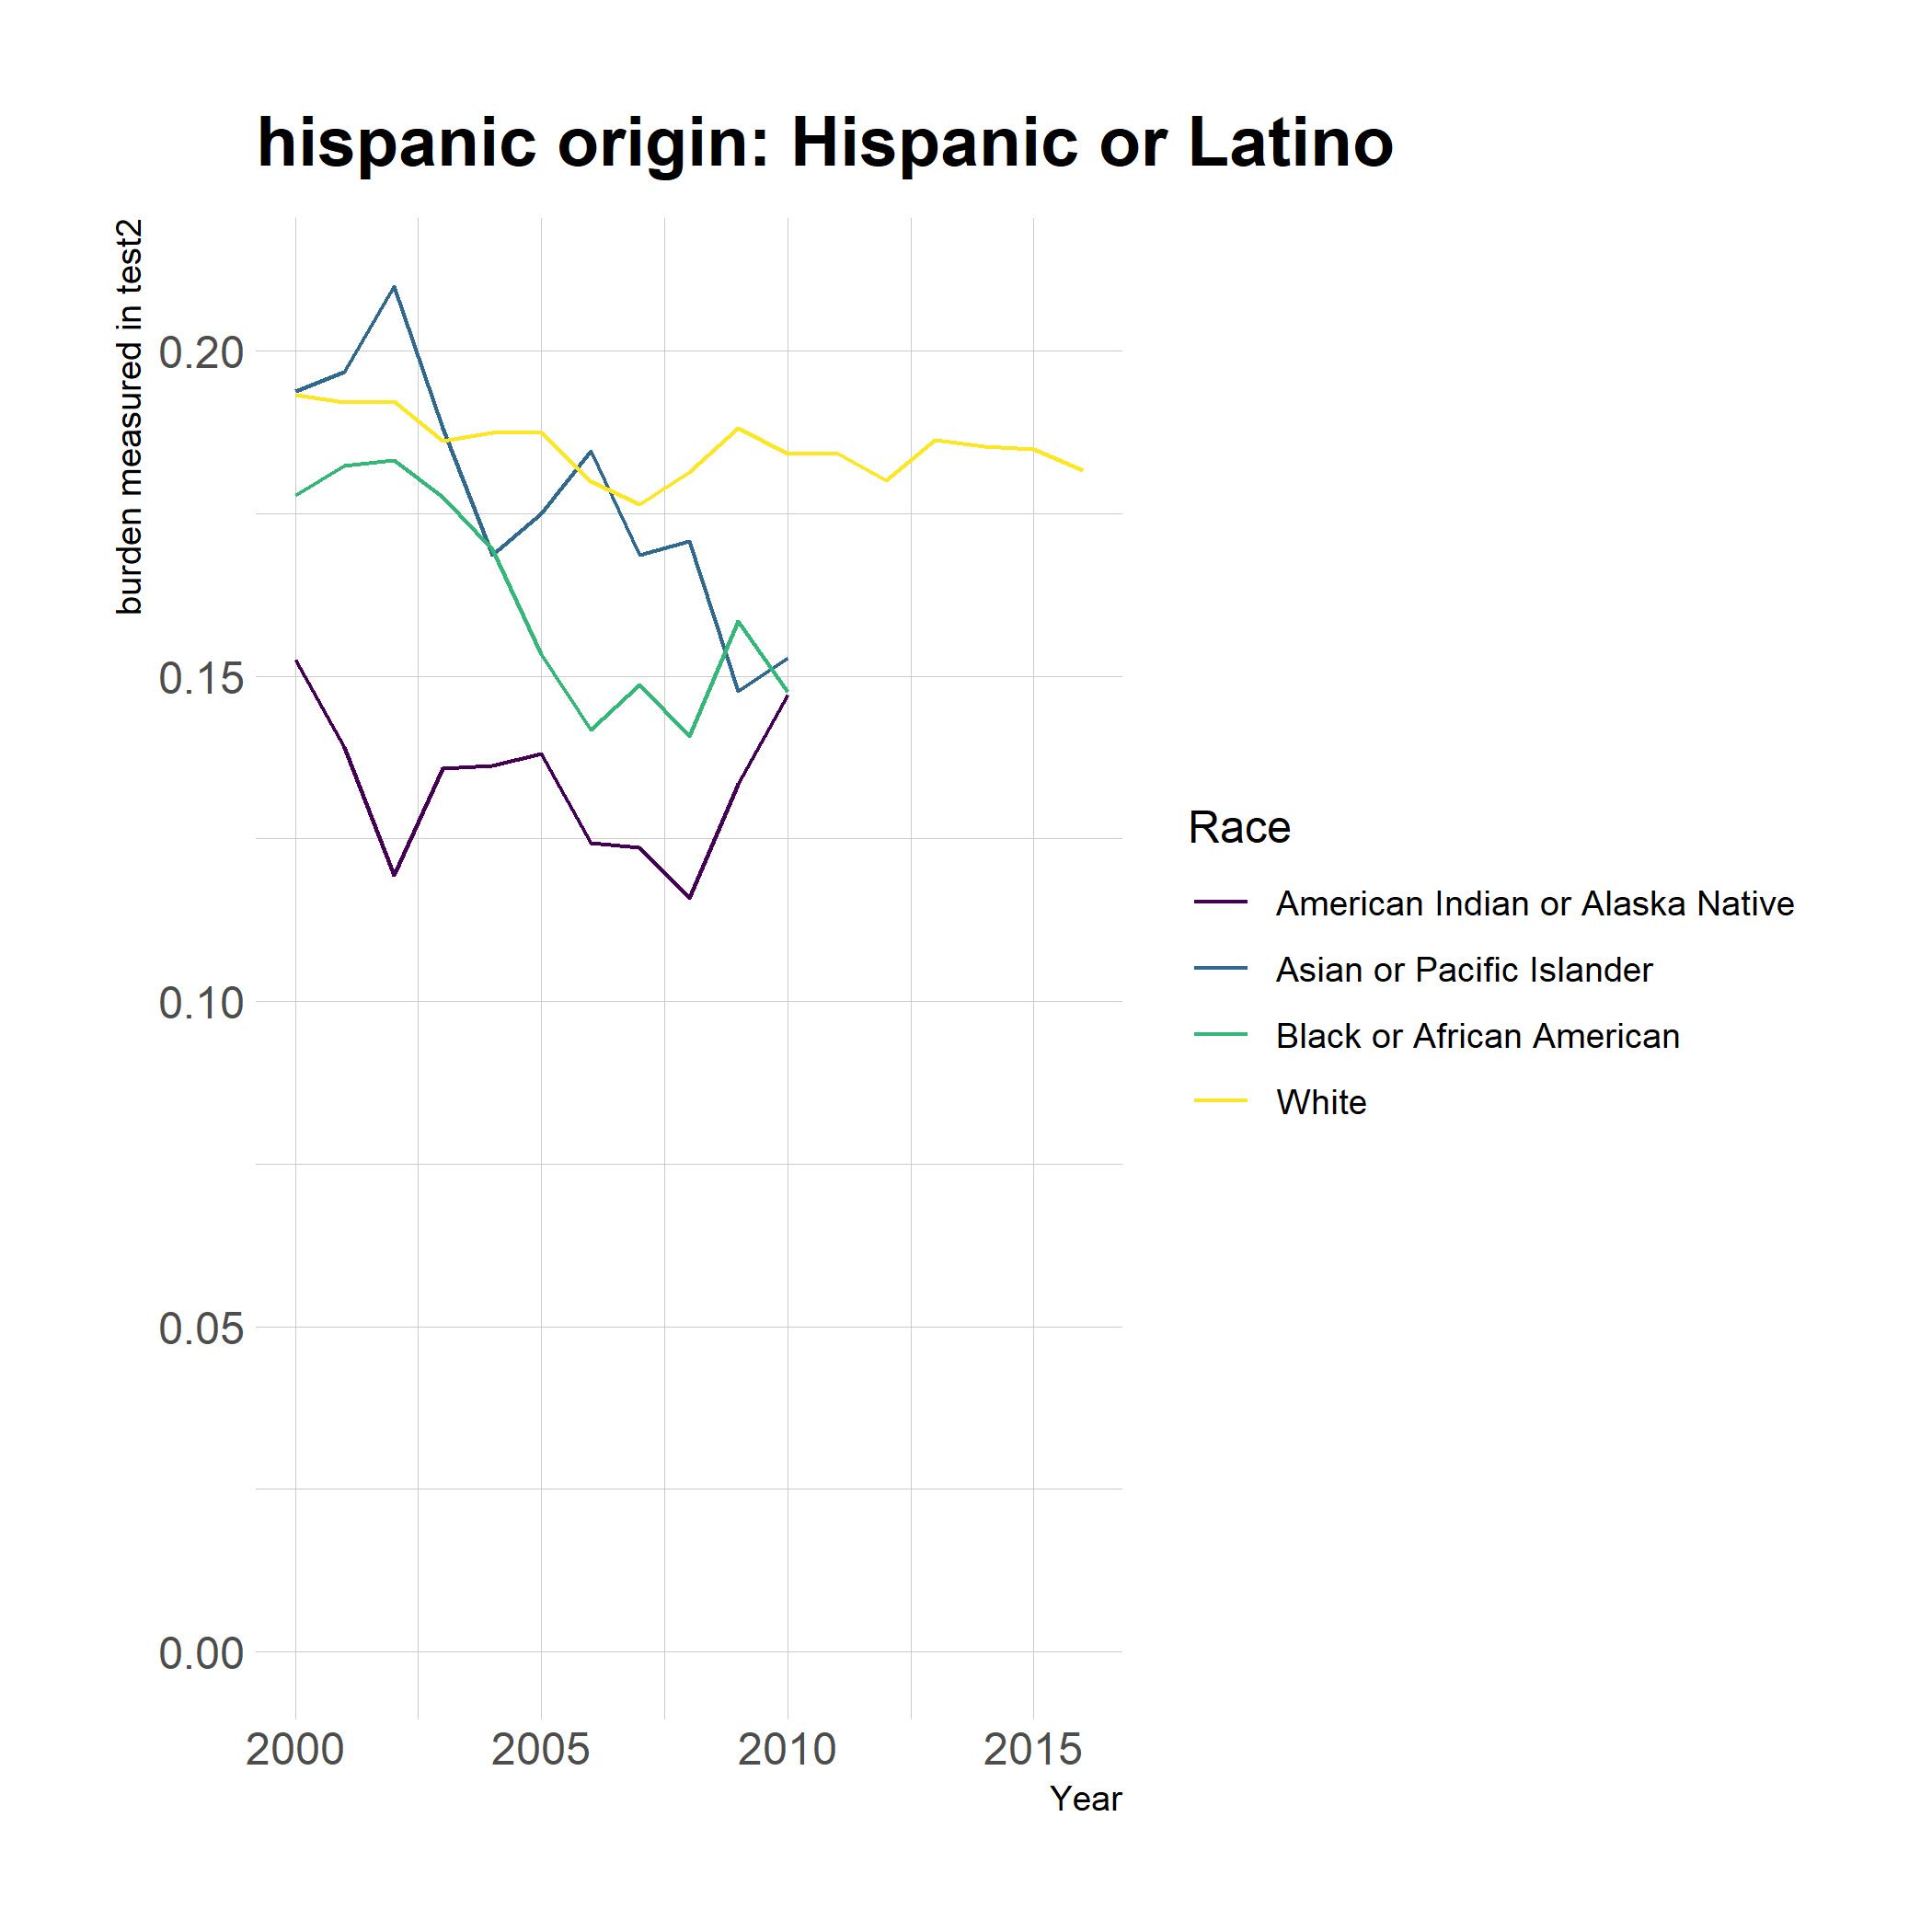 hispanic origin: Hispanic or Latino
burden measured in test2
0.20
0.15
0.10
0.05
0.00
2000 2005 2010 2015
Year
Race
American Indian or Alaska Native
Asian or Pacific Islander
Black or African American
White